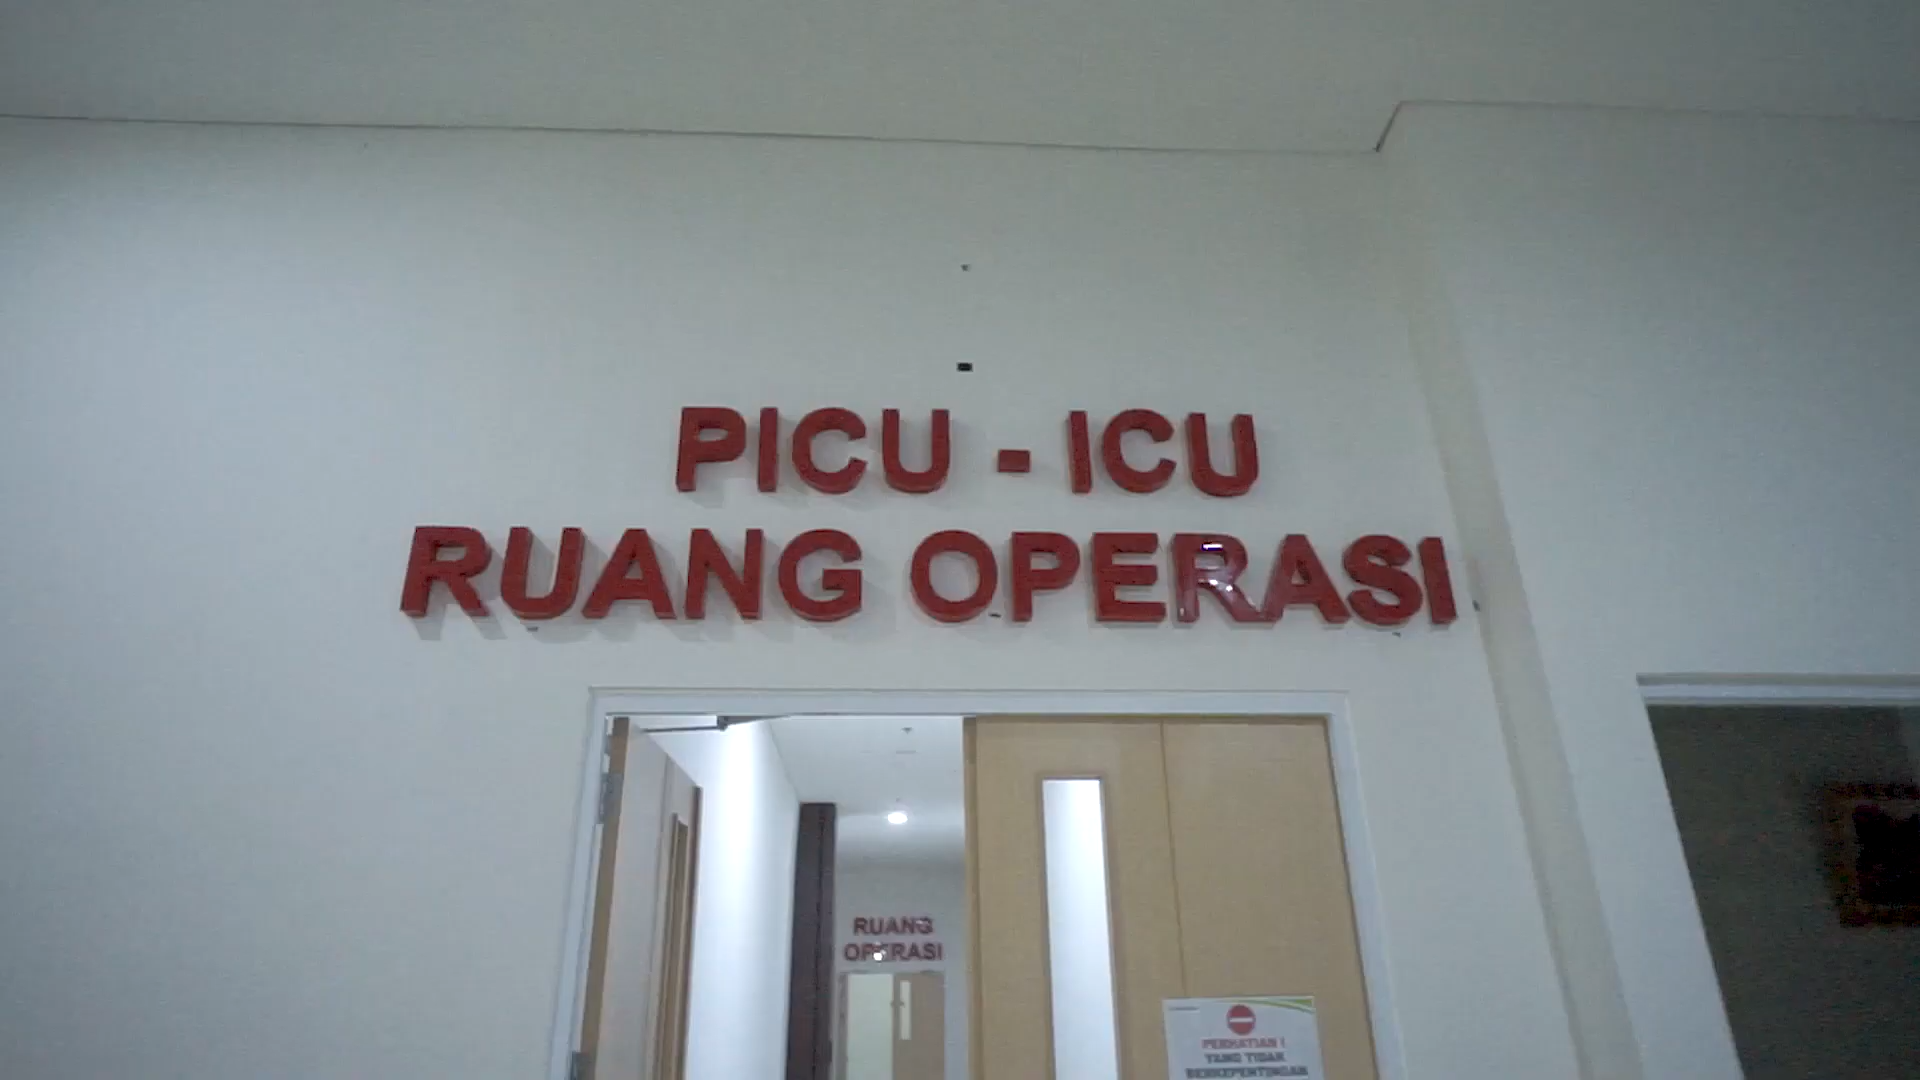 PICU - ICU
RUANG OPERASI
RUANG
OPERASI
PERHATIAN !
YANG TIDAK
BERKEPENTINGAN